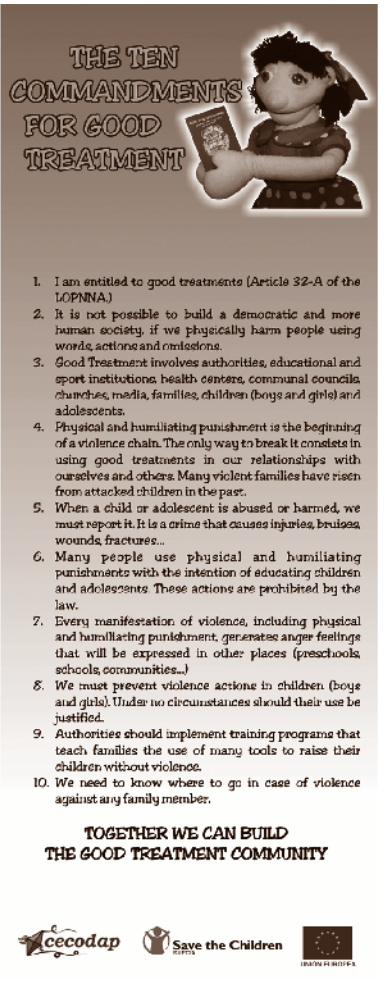 THE TEN
COMMANDMENTS
FOR GOOD
TREATMENT
1. I am entitled to good treatments (Article 32-A of the
LOPNNA.)
2. It is not possible to build a democratic and more
human society, if we physically harm people using
words, actions and omissions.
3. Good Treatment involves authorities, educational and
sport institutions, health centers, communal councils,
churches, media, families, children (boys and girls) and
adolescents.
4. Physical and humiliating punishment is the beginning
of a violence chain. The only way to break it consists in
using good treatments in our relationships with
ourselves and others. Many violent families have risen
from attacked children in the past.
5. When a child or adolescent is abused or harmed, we
must report it. It is a crime that causes injuries, bruises,
wounds, fractures...
6. Many people use physical and humiliating
punishments with the intention of educating children
and adolescents. These actions are prohibited by the
law.
7. Every manifestation of violence, including physical
and humiliating punishment, generates anger feelings
that will be expressed in other places (preschools,
schools, communities...)
8. We must prevent violence actions in children (boys
and girls). Under no circumstances should their use be
justified.
9. Authorities should implement training programs that
teach families the use of many tools to raise their
children without violence.
10. We need to know where to go in case of violence
against any family member.
TOGETHER WE CAN BUILD
THE GOOD TREATMENT COMMUNITY
cecodap
Save the Children
UNION EUROPEA